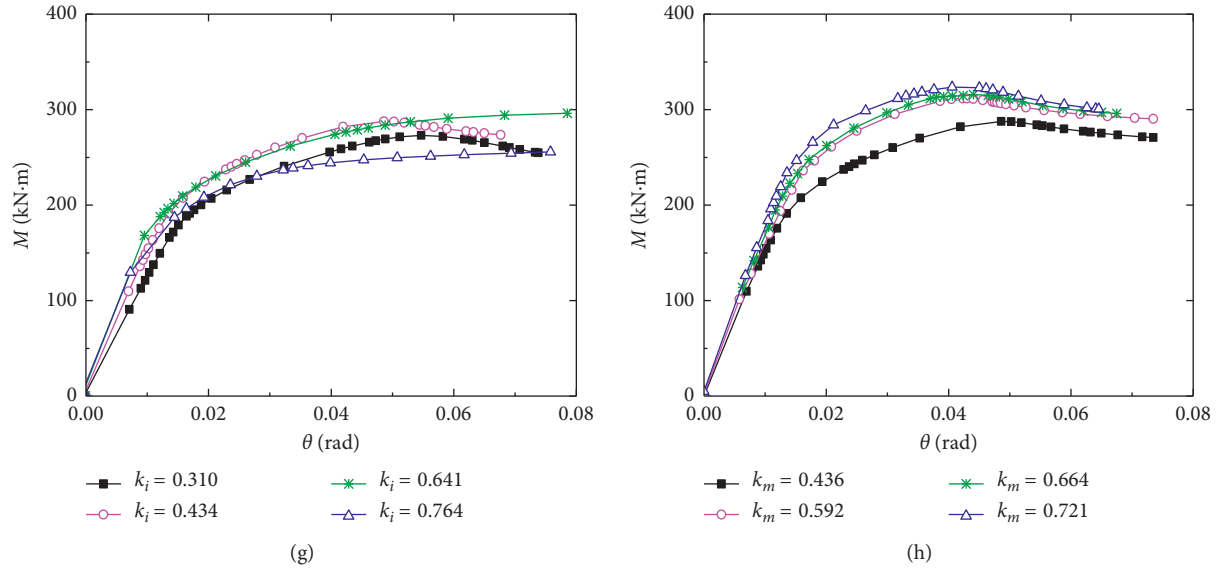 400
300
200
100
0
M (kN·m)
0.00
0.02
0.04
0.06
0.08
θ (rad)
k_i = 0.310
k_i = 0.641
k_i = 0.434
k_i = 0.764
(g)
400
300
200
100
0
M (kN·m)
0.00
0.02
0.04
0.06
0.08
θ (rad)
k_m = 0.436
k_m = 0.664
k_m = 0.592
k_m = 0.721
(h)